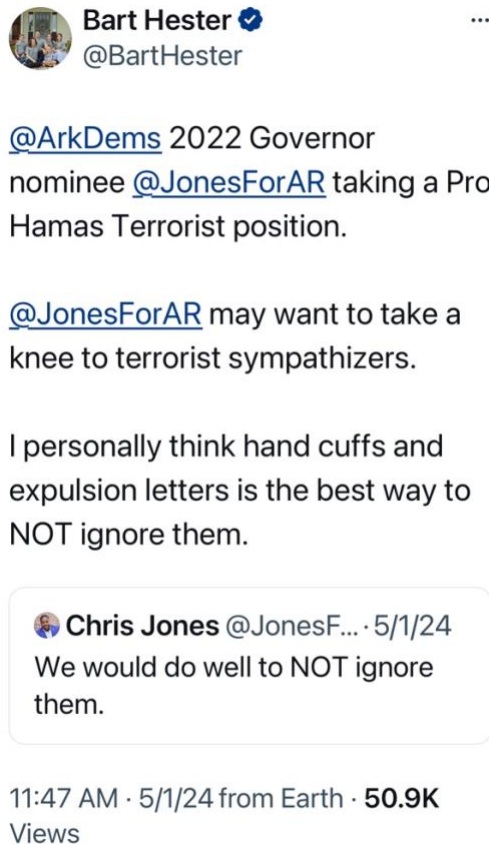 Bart Hester
@BartHester
@ArkDems 2022 Governor
nominee @JonesForAR taking a Pro
Hamas Terrorist position.
@JonesForAR may want to take a
knee to terrorist sympathizers.
I personally think hand cuffs and
expulsion letters is the best way to
NOT ignore them.
Chris Jones @JonesF... · 5/1/24
We would do well to NOT ignore
them.
11:47 AM · 5/1/24 from Earth · 50.9K
Views